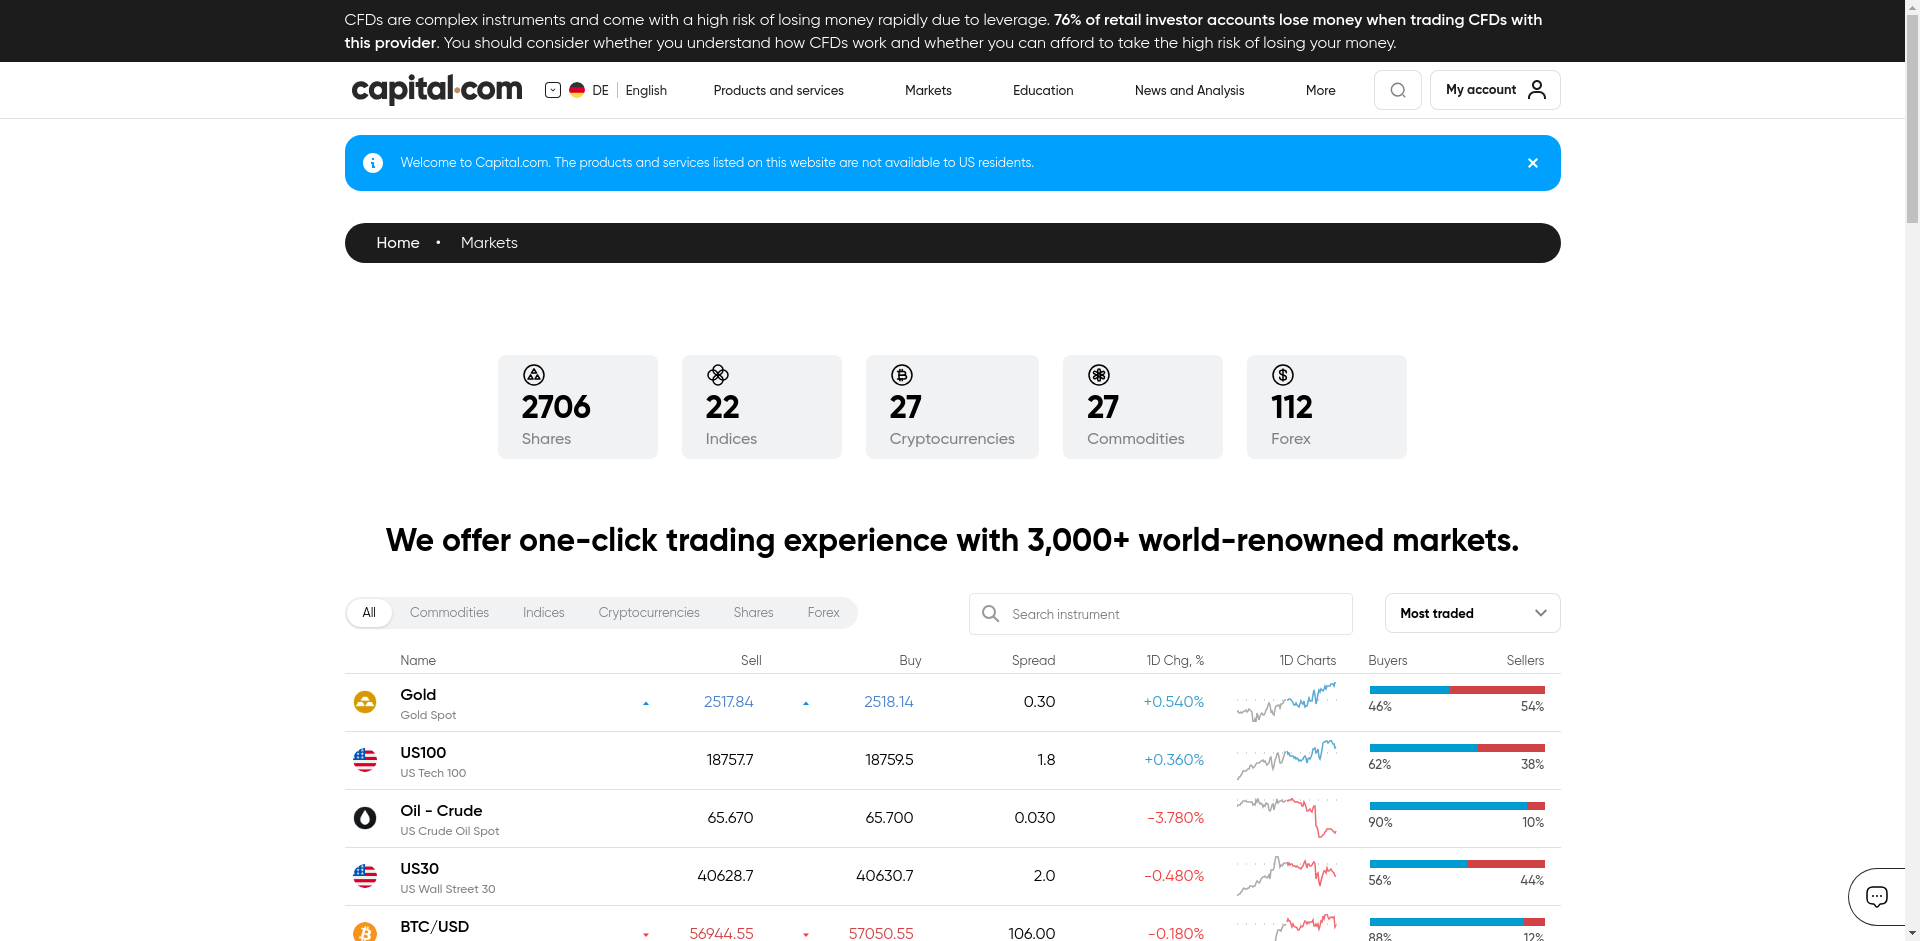 CFDs are complex instruments and come with a high risk of losing money rapidly due to leverage. 76% of retail investor accounts lose money when trading CFDs with
this provider. You should consider whether you understand how CFDs work and whether you can afford to take the high risk of losing your money.
capital.com DE English Products and services Markets Education News and Analysis More My account
Welcome to Capital.com. The products and services listed on this website are not available to US residents.
Home • Markets
2706 22 27 27 112
Shares Indices Cryptocurrencies Commodities Forex
We offer one-click trading experience with 3,000+ world-renowned markets.
All Commodities Indices Cryptocurrencies Shares Forex Search instrument Most traded
Name Sell Buy Spread 1D Chg, % 1D Charts Buyers Sellers
Gold 2517.84 2518.14 0.30 +0.540%
Gold Spot 46% 54%
US100 18757.7 18759.5 1.8 +0.360%
US Tech 100 62% 38%
Oil - Crude 65.670 65.700 0.030 -3.780%
US Crude Oil Spot 90% 10%
US30 40628.7 40630.7 2.0 -0.480%
US Wall Street 30 56% 44%
BTC/USD 56944.55 57050.55 106.00 -0.180%
88% 12%